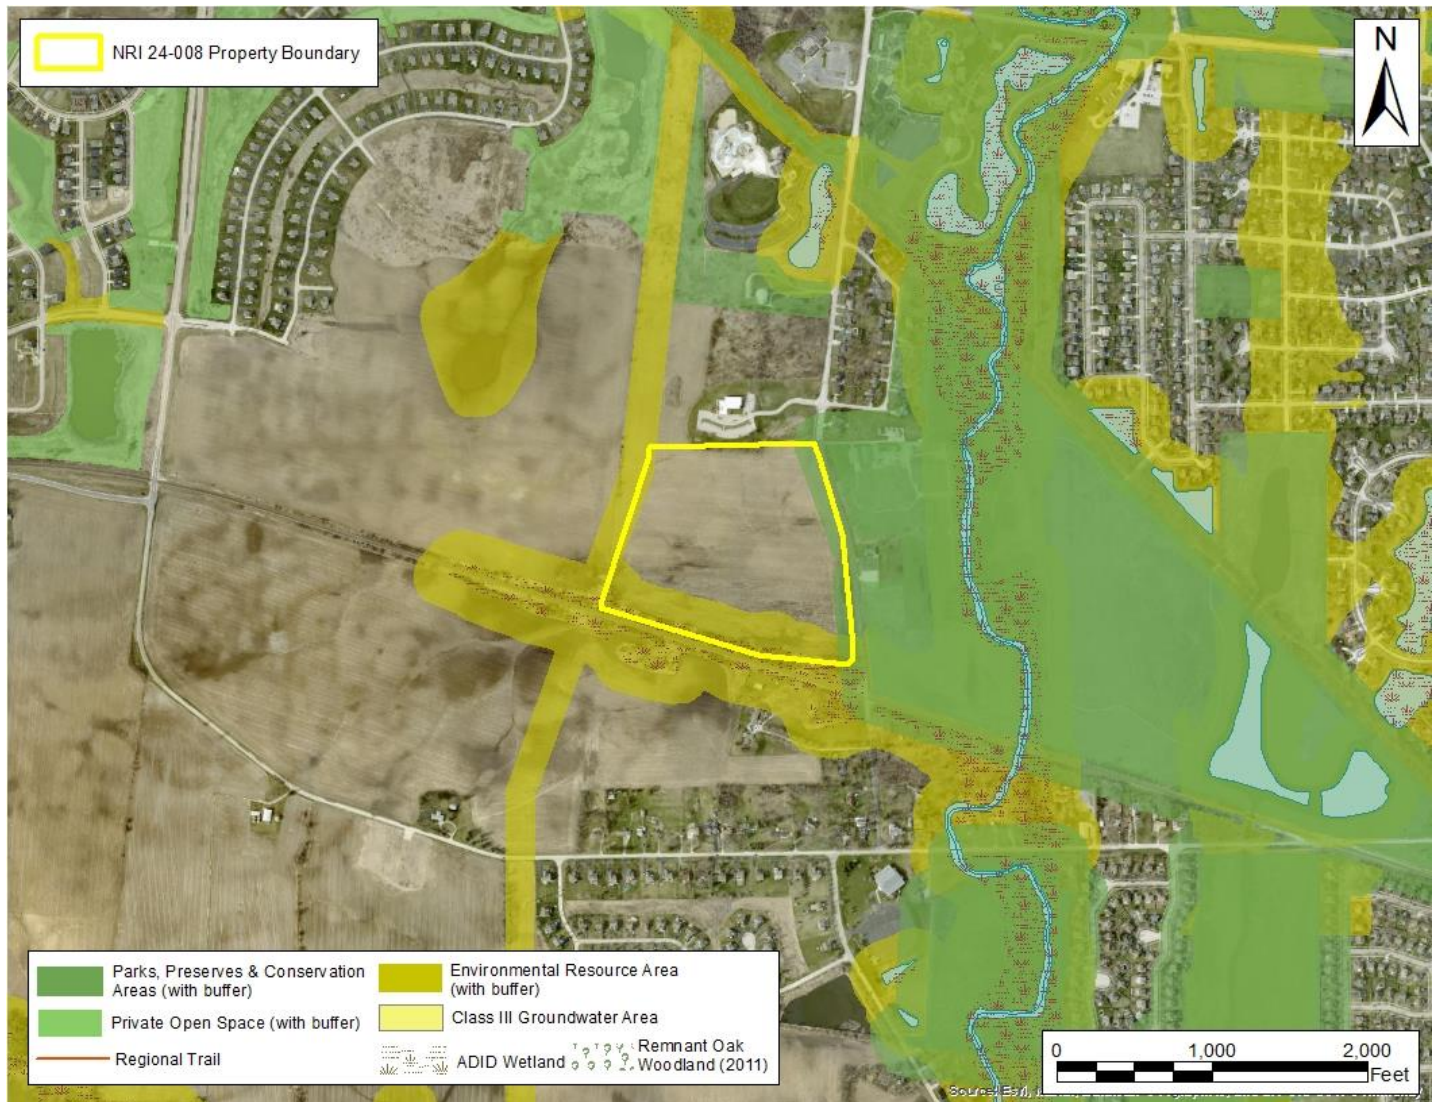 NRI 24-008 Property Boundary
N
Parks, Preserves & Conservation
Areas (with buffer)
Private Open Space (with buffer)
Regional Trail
Environmental Resource Area
(with buffer)
Class III Groundwater Area
ADID Wetland
Remnant Oak
Woodland (2011)
0 1,000 2,000
Feet
Source: Esri,